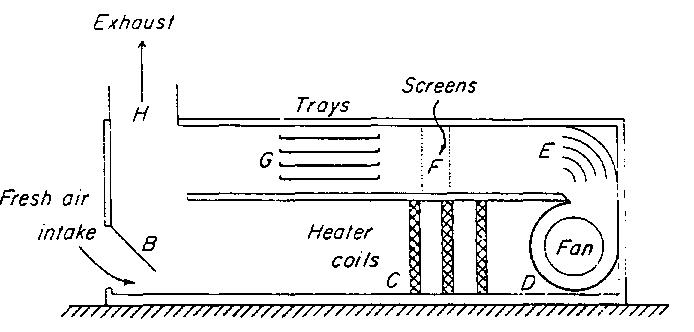 Exhaust
H
Trays
Screens
G
F
E
Fresh air
intake
B
Heater
coils
C
D
Fan